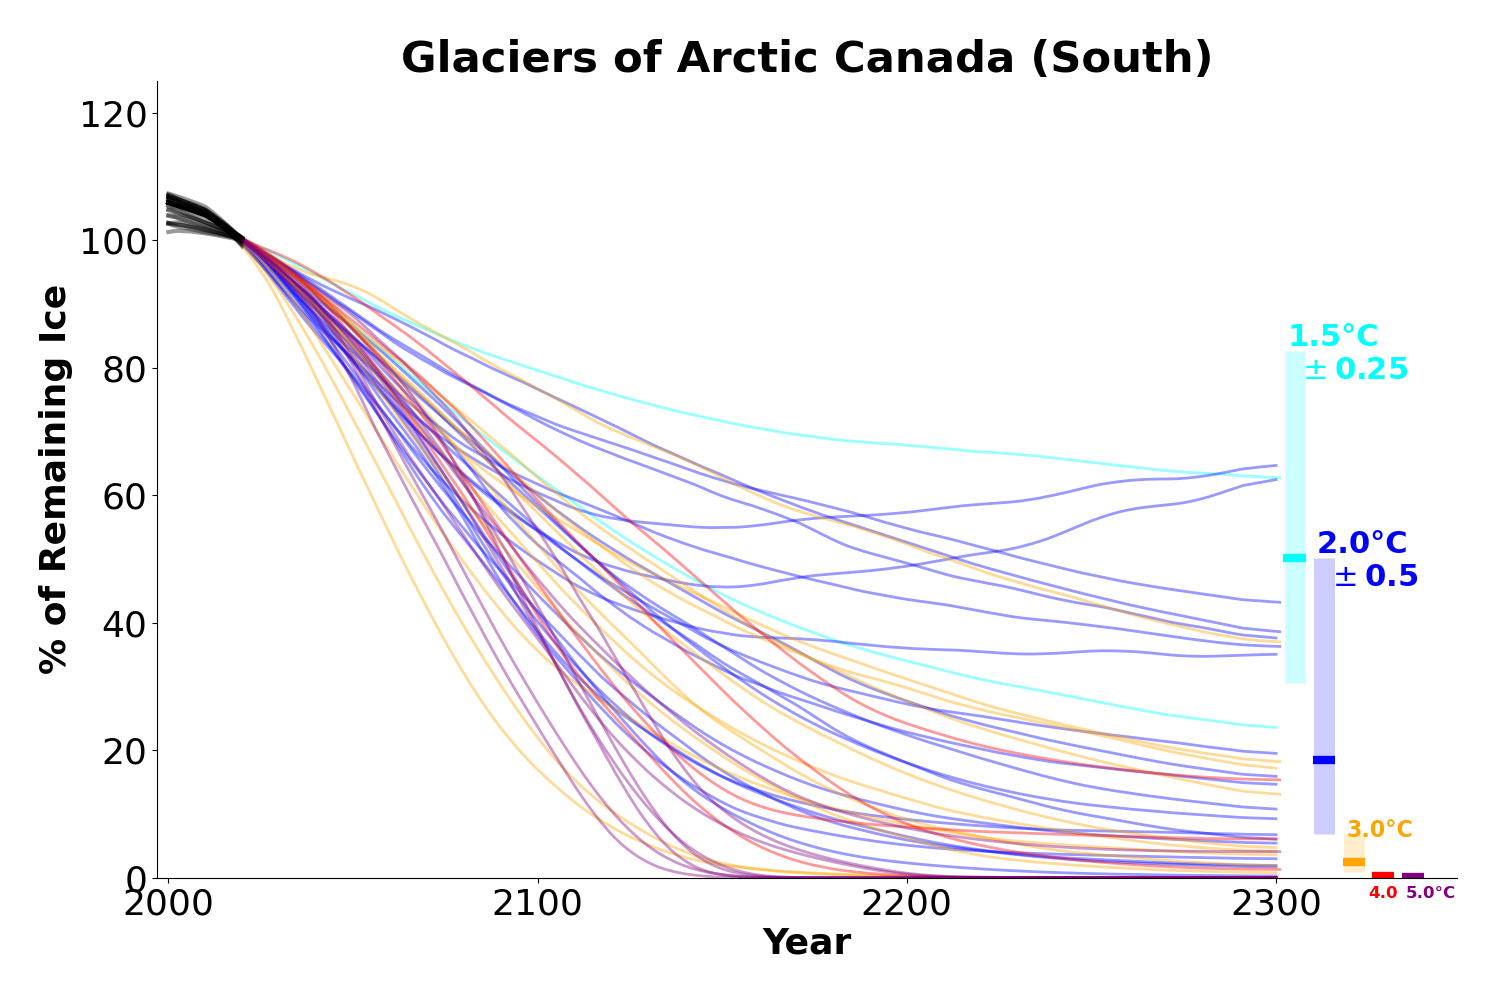 Glaciers of Arctic Canada (South)
% of Remaining Ice
120
100
80
60
40
20
0
2000
2100
2200
2300
Year
1.5°C
± 0.25
2.0°C
± 0.5
3.0°C
4.0
5.0°C